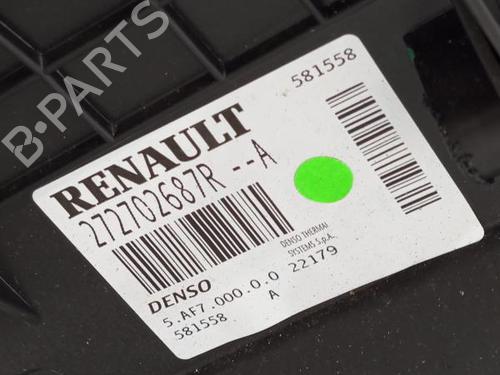 B-PARTS
581558
RENAULT
272702687R --A
DENSO THERMAL
SYSTEMS S.p.A.
DENSO
5.AF7.000.0.0 22179
581558 A